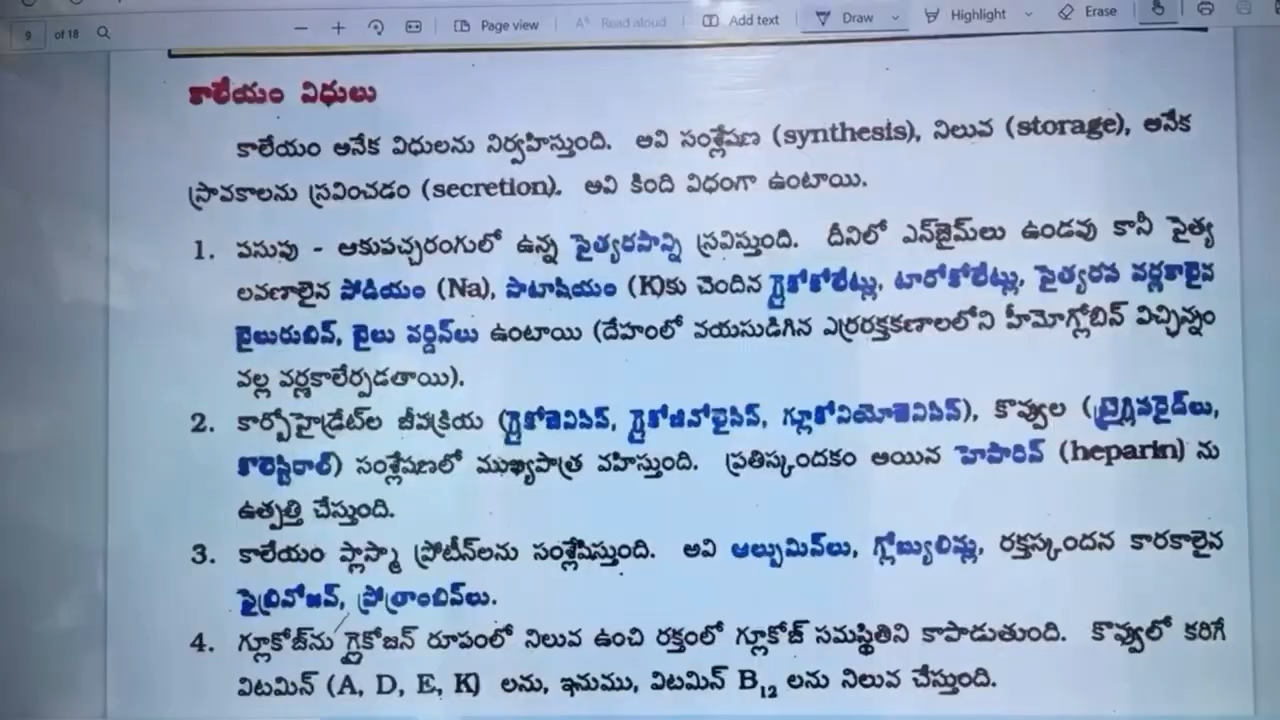 9 of 18 Page view Read aloud Add text Draw Highlight Erase
కాలేయం విధులు
కాలేయం అనేక విధులను నిర్వహిస్తుంది. అవి సంశ్లేషణ (synthesis), నిలువ (storage), అనేక
స్రావకాలను స్రవించడం (secretion). అవి కింది విధంగా ఉంటాయి.
1. పసుపు - ఆకుపచ్చరంగులో ఉన్న పైత్యరసాన్ని స్రవిస్తుంది. దీనిలో ఎన్‌జైమ్‌లు ఉండవు కానీ పైత్య
లవణాలైన సోడియం (Na), పొటాషియం (K)కు చెందిన గ్లైకోకోలేట్లు, టారోకోలేట్లు, పైత్యరస వర్ణకాలైన
బైలురుబిన్, బైలు వర్డిన్‌లు ఉంటాయి (దేహంలో వయసుడిగిన ఎర్రరక్తకణాలలోని హీమోగ్లోబిన్ విచ్ఛిన్నం
వల్ల వర్ణకాలేర్పడతాయి).
2. కార్బోహైడ్రేట్‌ల జీవక్రియ (గ్లైకోజెనిసిస్, గ్లైకోజినోలైసిస్, గ్లూకోనియోజెనిసిస్), కొవ్వుల (ట్రైగ్లిసరైడ్‌లు,
కొలెస్టిరాల్) సంశ్లేషణలో ముఖ్యపాత్ర వహిస్తుంది. ప్రతిస్కందకం అయిన హెపారిన్ (heparin) ను
ఉత్పత్తి చేస్తుంది.
3. కాలేయం ప్లాస్మా ప్రోటీన్‌లను సంశ్లేషిస్తుంది. అవి ఆల్బుమిన్‌లు, గ్లోబ్యులిన్లు, రక్తస్కందన కారకాలైన
ఫైబ్రినోజన్, ప్రోత్రాంబిన్‌లు.
4. గ్లూకోజ్‌ను గ్లైకోజన్ రూపంలో నిలువ ఉంచి రక్తంలో గ్లూకోజ్ సమస్థితిని కాపాడుతుంది. కొవ్వులో కరిగే
విటమిన్ (A, D, E, K) లను, ఇనుము, విటమిన్ B₁₂ లను నిలువ చేస్తుంది.